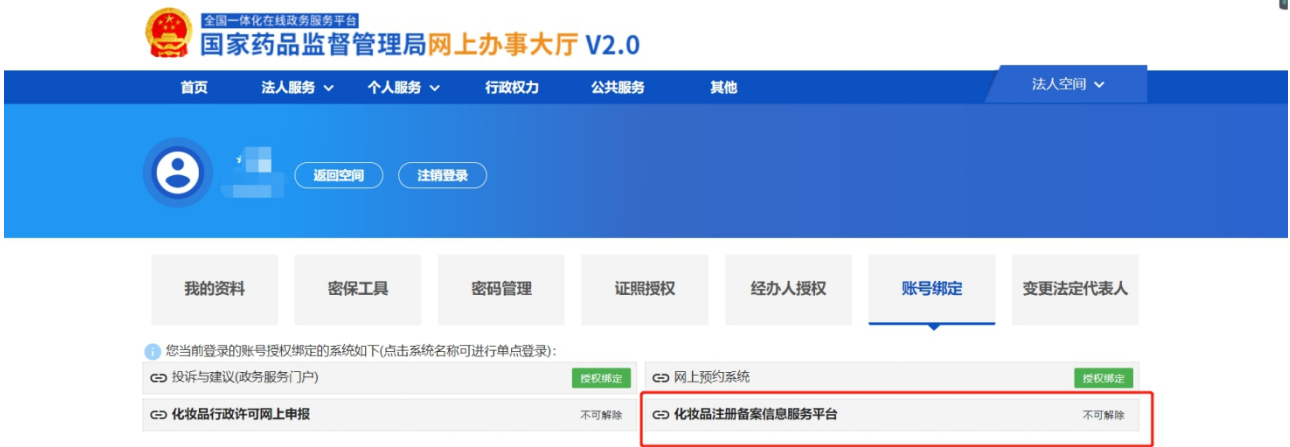 全国一体化在线政务服务平台
国家药品监督管理局网上办事大厅 V2.0
首页 法人服务 个人服务 行政权力 公共服务 其他 法人空间
返回空间 注销登录
我的资料 密保工具 密码管理 证照授权 经办人授权 账号绑定 变更法定代表人
您当前登录的账号授权绑定的系统如下(点击系统名称可进行单点登录):
投诉与建议(政务服务门户) 授权绑定 网上预约系统 授权绑定
化妆品行政许可网上申报 不可解除 化妆品注册备案信息服务平台 不可解除